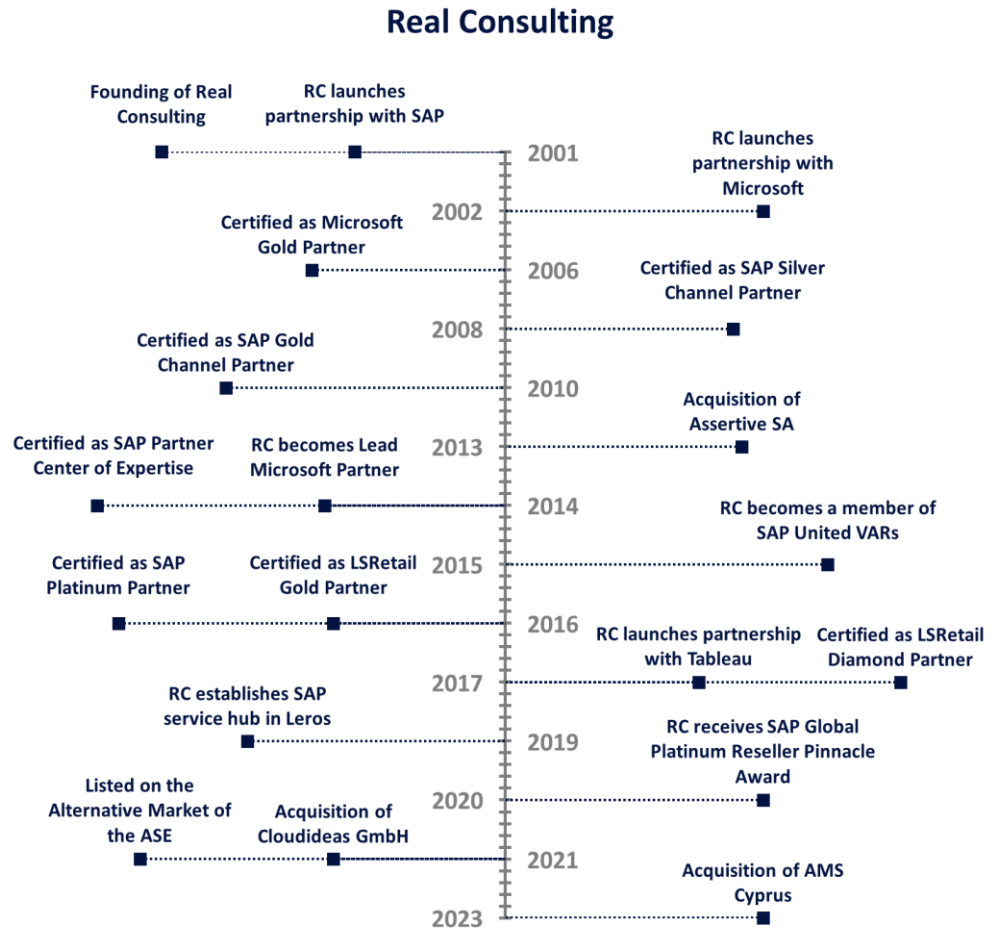 Real Consulting
Founding of Real
Consulting
RC launches
partnership with SAP
2001
RC launches
partnership with
Microsoft
2002
Certified as Microsoft
Gold Partner
2006
Certified as SAP Silver
Channel Partner
2008
Certified as SAP Gold
Channel Partner
2010
Acquisition of
Assertive SA
2013
Certified as SAP Partner
Center of Expertise
RC becomes Lead
Microsoft Partner
2014
RC becomes a member of
SAP United VARs
2015
Certified as SAP
Platinum Partner
Certified as LSRetail
Gold Partner
2016
RC launches partnership
with Tableau
Certified as LSRetail
Diamond Partner
2017
RC establishes SAP
service hub in Leros
2019
RC receives SAP Global
Platinum Reseller Pinnacle
Award
2020
Listed on the
Alternative Market of
the ASE
Acquisition of
Cloudideas GmbH
2021
Acquisition of AMS
Cyprus
2023